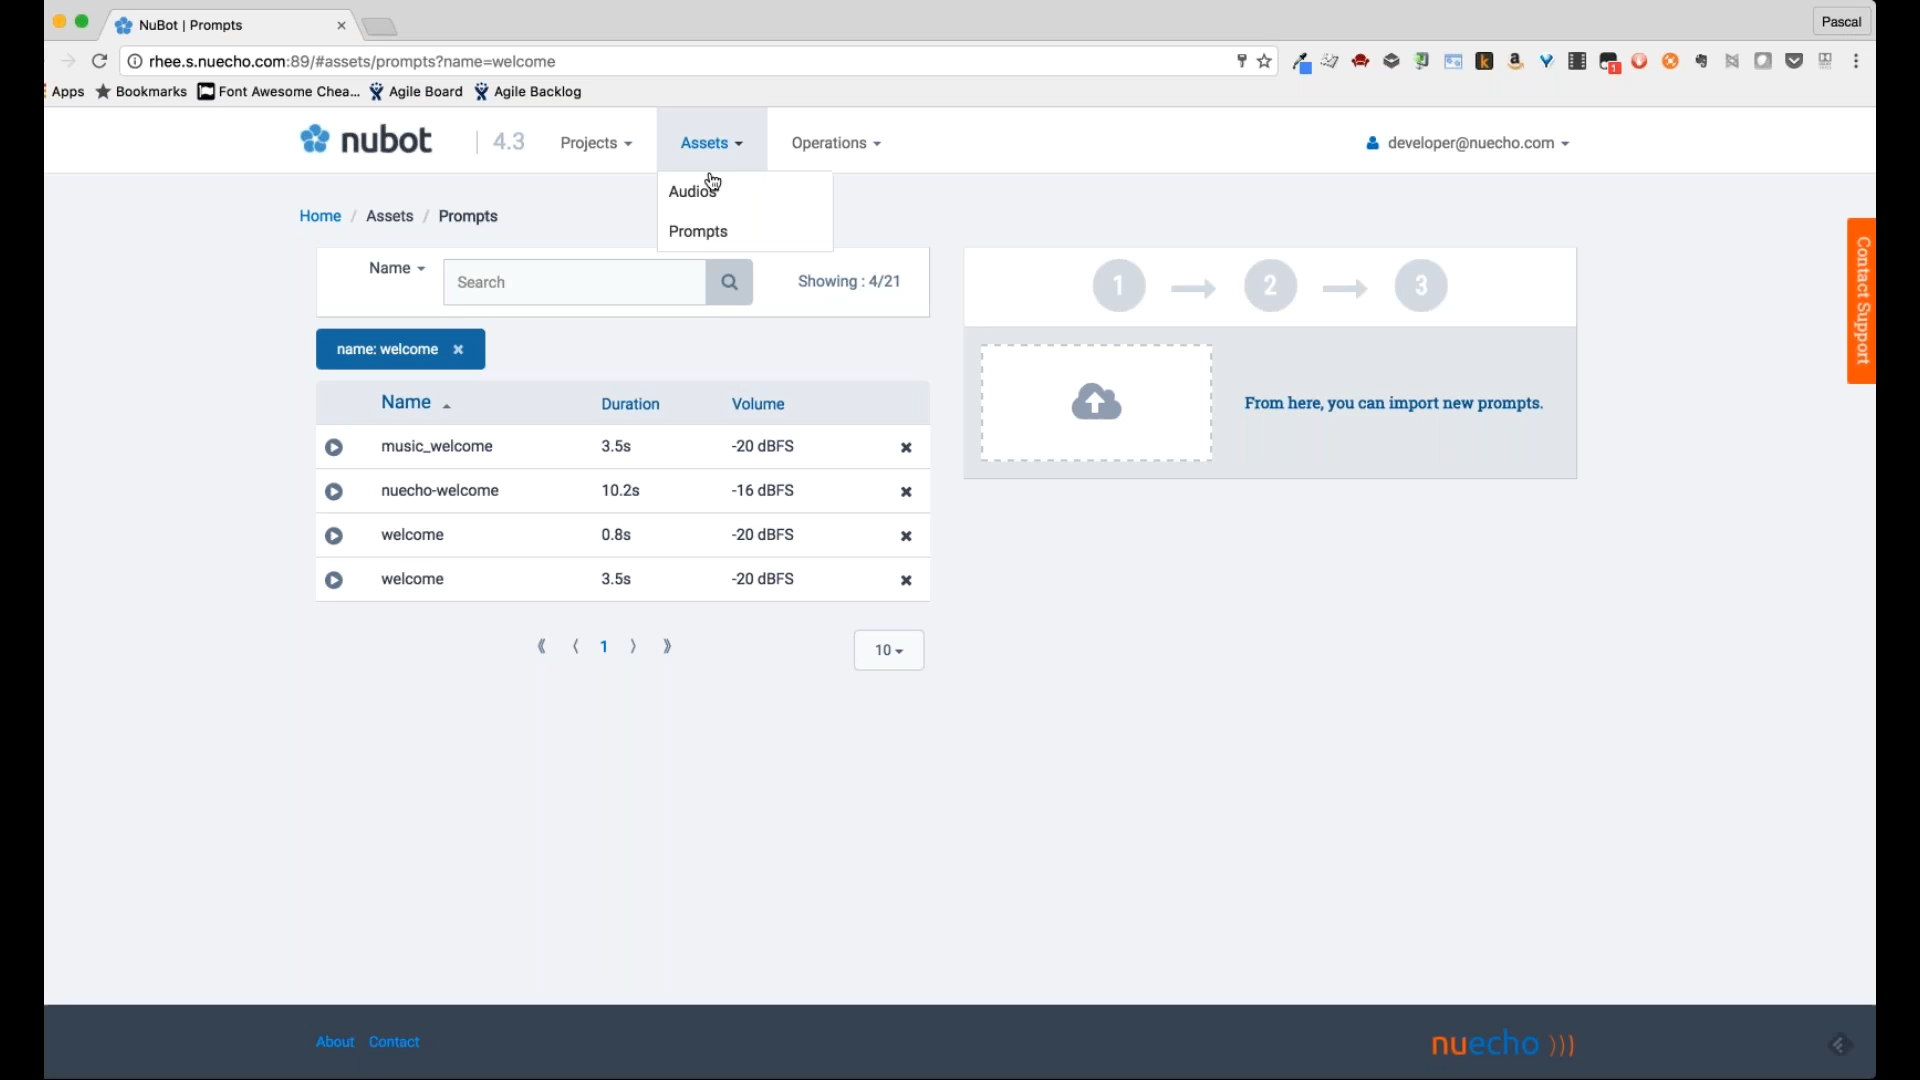 NuBot | Prompts
Pascal
rhee.s.nuecho.com:89/#assets/prompts?name=welcome
Apps Bookmarks Font Awesome Chea... Agile Board Agile Backlog
nubot 4.3 Projects Assets Operations developer@nuecho.com
Audios
Prompts
Home / Assets / Prompts
Contact Support
Name Search Showing : 4/21
1 2 3
name: welcome
From here, you can import new prompts.
Name Duration Volume
music_welcome 3.5s -20 dBFS
nuecho-welcome 10.2s -16 dBFS
welcome 0.8s -20 dBFS
welcome 3.5s -20 dBFS
1
10
About Contact
nuecho